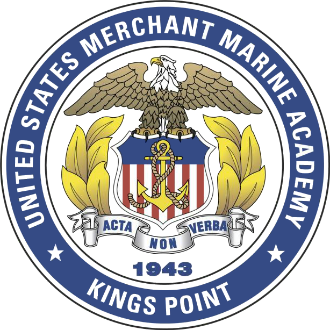 UNITED STATES MERCHANT MARINE ACADEMY
ACTA NON VERBA
1943
KINGS POINT